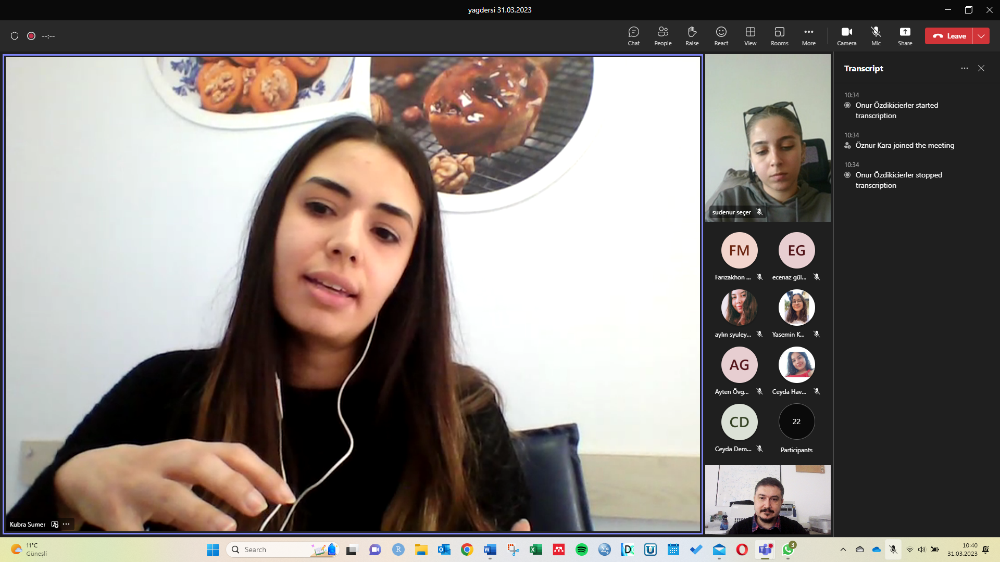 yagdersi 31.03.2023
--:--
Chat
People
Raise
React
View
Rooms
More
Camera
Mic
Share
Leave
Transcript
10:34
Onur Özdikicierler started
transcription
10:34
Öznur Kara joined the meeting
10:34
Onur Özdikicierler stopped
transcription
sudenur seçer
FM
EG
Farizakhon ...
ecenaz gül...
aylın syuley...
Yasemin K...
AG
Ayten Övg...
Ceyda Hav...
CD
22
Ceyda Dem...
Participants
Kubra Sumer
11°C
Güneşli
Search
3
10:40
31.03.2023